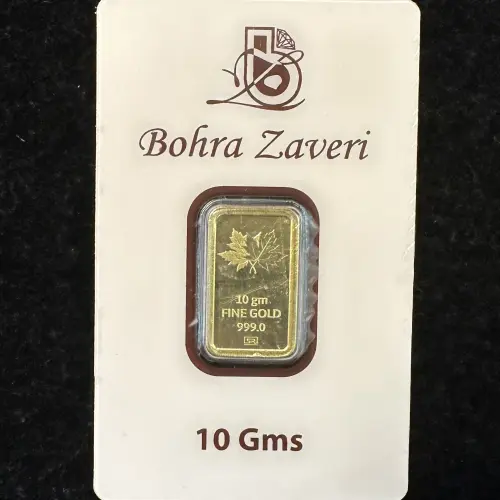 Bohra Zaveri
10 gm
FINE GOLD
999.0
10 Gms